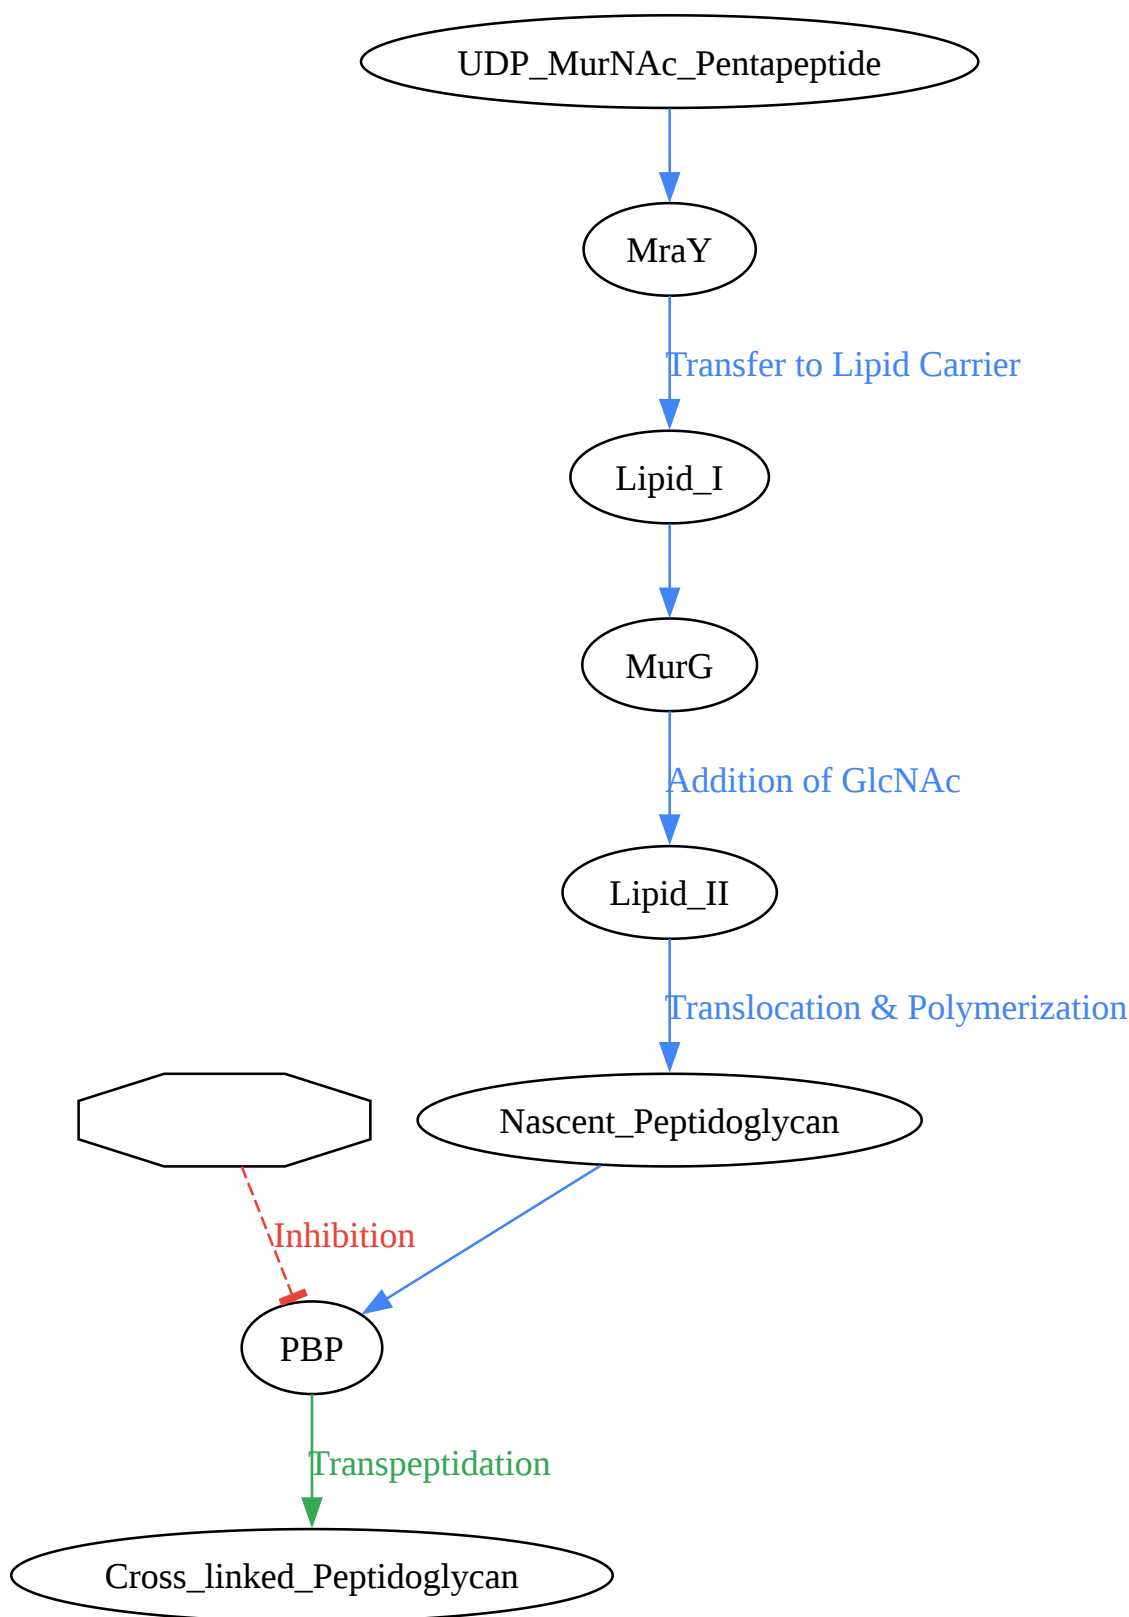 UDP_MurNAc_Pentapeptide
MraY
Transfer to Lipid Carrier
Lipid_I
MurG
Addition of GlcNAc
Lipid_II
Translocation & Polymerization
Nascent_Peptidoglycan
Inhibition
PBP
Transpeptidation
Cross_linked_Peptidoglycan